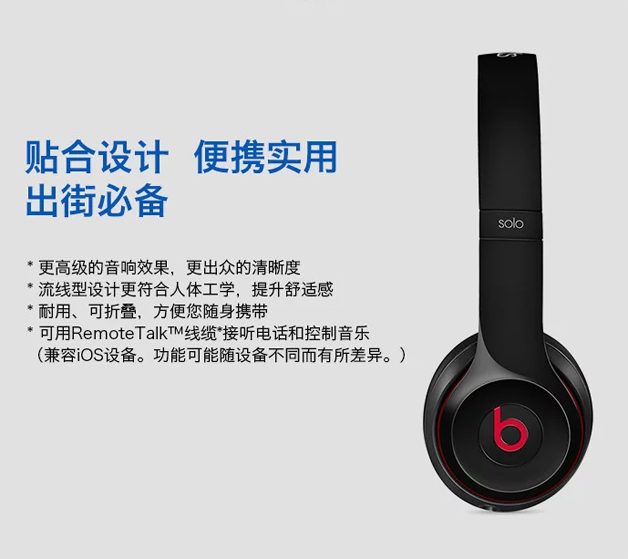 贴合设计 便携实用
出街必备
* 更高级的音响效果，更出众的清晰度
* 流线型设计更符合人体工学，提升舒适感
* 耐用、可折叠，方便您随身携带
* 可用RemoteTalk™线缆*接听电话和控制音乐
（兼容iOS设备。功能可能随设备不同而有所差异。）
solo
b